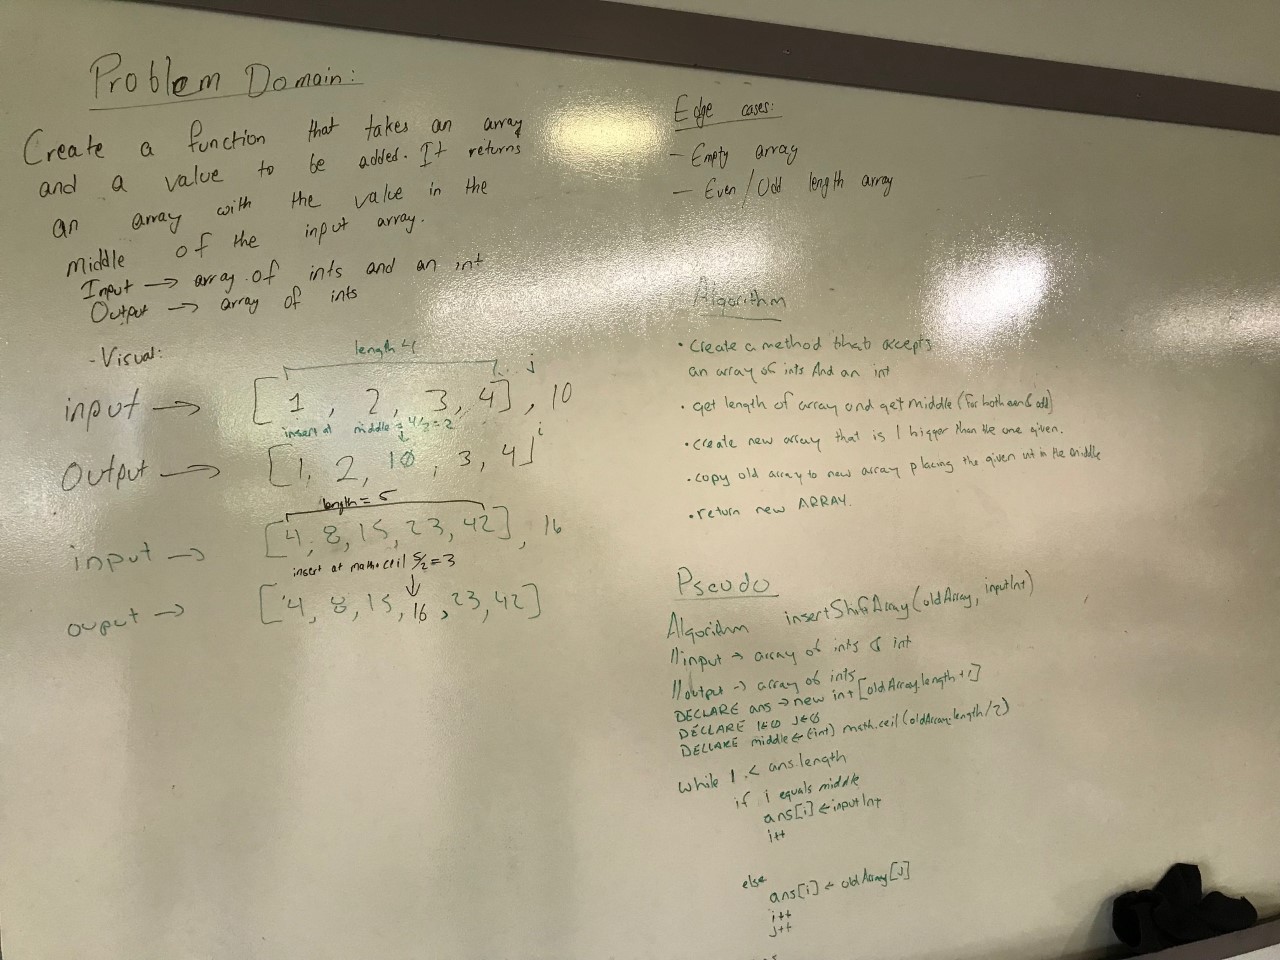 Problem Domain:
Create a function that takes an array
and a value to be added. It returns
an array with the value in the
middle of the input array.
Input → array of ints and an int
Output → array of ints
- Visual:
length 4
j
input → [1, 2, 3, 4], 10
insert at middle = 4/2 = 2
i
Output → [1, 2, 10, 3, 4]
length = 5
input → [4, 8, 15, 23, 42], 16
insert at math.ceil 5/2 = 3
ouput → [4, 8, 15, 16, 23, 42]
Edge cases:
- Empty array
- Even/Odd length array
Algorithm
• Create a method that accepts
an array of ints And an int
• get length of array and get middle (for both even & odd)
• create new array that is 1 bigger than the one given.
• copy old array to new array placing the given int in the middle
• return new ARRAY.
Pseudo
Algorithm insertShiftArray(oldArray, inputInt)
//input → array of ints & int
//output → array of ints
DECLARE ans → new int[oldArray.length+1]
DECLARE i←0 j←0
DECLARE middle ← (int) math.ceil(oldArray.length/2)
while i < ans.length
if i equals middle
ans[i] ← inputInt
i++
else
ans[i] ← oldArray[j]
i++
j++